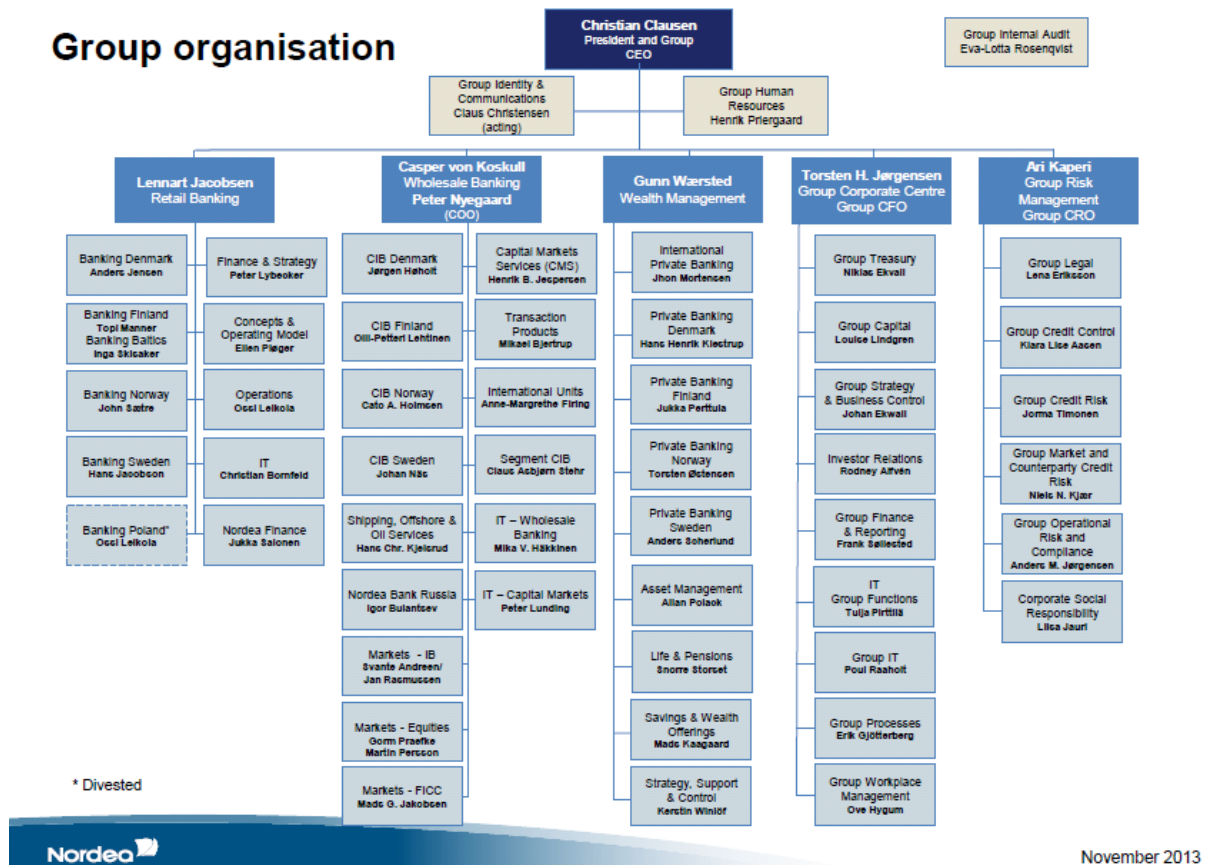 Group organisation
Christian Clausen
President and Group
CEO
Group Internal Audit
Eva-Lotta Rosenqvist
Group Identity &
Communications
Claus Christensen
(acting)
Group Human
Resources
Henrik Priergaard
Lennart Jacobsen
Retail Banking
Casper von Koskull
Wholesale Banking
Peter Nyegaard
(COO)
Gunn Wærsted
Wealth Management
Torsten H. Jørgensen
Group Corporate Centre
Group CFO
Ari Kaperi
Group Risk
Management
Group CRO
Banking Denmark
Anders Jensen
Banking Finland
Topi Manner
Banking Baltics
Inga Skisaker
Banking Norway
John Sætre
Banking Sweden
Hans Jacobson
Banking Poland*
Ossi Leikola
Finance & Strategy
Peter Lybecker
Concepts &
Operating Model
Ellen Pløger
Operations
Ossi Leikola
IT
Christian Bornfeld
Nordea Finance
Jukka Salonen
CIB Denmark
Jørgen Høholt
CIB Finland
Olli-Petteri Lehtinen
CIB Norway
Cato A. Holmsen
CIB Sweden
Johan Näs
Shipping, Offshore &
Oil Services
Hans Chr. Kjelsrud
Nordea Bank Russia
Igor Bulantsev
Markets - IB
Svante Andreen/
Jan Rasmussen
Markets - Equities
Gorm Praefke
Martin Persson
Markets - FICC
Mads G. Jakobsen
Capital Markets
Services (CMS)
Henrik B. Jespersen
Transaction
Products
Mikael Bjertrup
International Units
Anne-Margrethe Firing
Segment CIB
Claus Asbjørn Stehr
IT – Wholesale
Banking
Mika V. Häkkinen
IT – Capital Markets
Peter Lunding
International
Private Banking
Jhon Mortensen
Private Banking
Denmark
Hans Henrik Klestrup
Private Banking
Finland
Jukka Perttula
Private Banking
Norway
Torsten Østensen
Private Banking
Sweden
Anders Soherlund
Asset Management
Allan Polack
Life & Pensions
Snorre Storset
Savings & Wealth
Offerings
Mads Kaagaard
Strategy, Support
& Control
Kerstin Winlöf
Group Treasury
Niklas Ekvall
Group Capital
Louise Lindgren
Group Strategy
& Business Control
Johan Ekwall
Investor Relations
Rodney Alfvén
Group Finance
& Reporting
Frank Søllested
IT
Group Functions
Tuija Pirttilä
Group IT
Poul Raaholt
Group Processes
Erik Gjötterberg
Group Workplace
Management
Ove Hygum
Group Legal
Lena Eriksson
Group Credit Control
Klara Lise Aasen
Group Credit Risk
Jorma Timonen
Group Market and
Counterparty Credit
Risk
Niels N. Kjær
Group Operational
Risk and
Compliance
Anders M. Jørgensen
Corporate Social
Responsibility
Liisa Jauri
* Divested
Nordea
November 2013